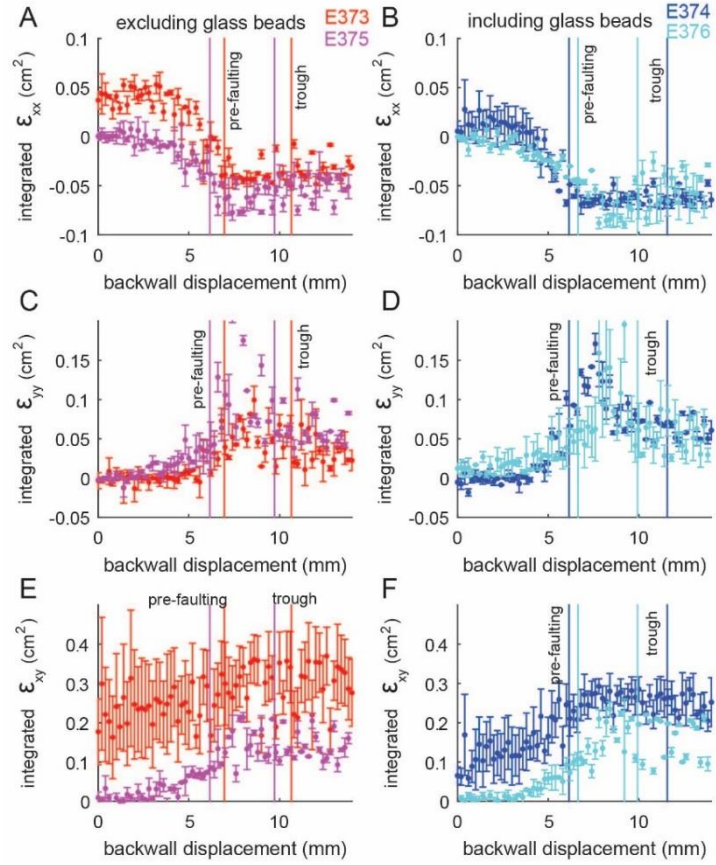 A excluding glass beads E373
E375
B including glass beads E374
E376
0.1
0.05
0
-0.05
-0.1
integrated εxx (cm²)
pre-faulting
trough
0 5 10
backwall displacement (mm)
0.1
0.05
0
-0.05
-0.1
integrated εxx (cm²)
pre-faulting
trough
0 5 10
backwall displacement (mm)
C
0.15
0.1
0.05
0
-0.05
integrated εyy (cm²)
pre-faulting
trough
0 5 10
backwall displacement (mm)
D
0.15
0.1
0.05
0
-0.05
integrated εyy (cm²)
pre-faulting
trough
0 5 10
backwall displacement (mm)
E
pre-faulting trough
0.4
0.3
0.2
0.1
0
integrated εxy (cm²)
0 5 10
backwall displacement (mm)
F
0.4
0.3
0.2
0.1
0
integrated εxy (cm²)
pre-faulting
trough
0 5 10
backwall displacement (mm)